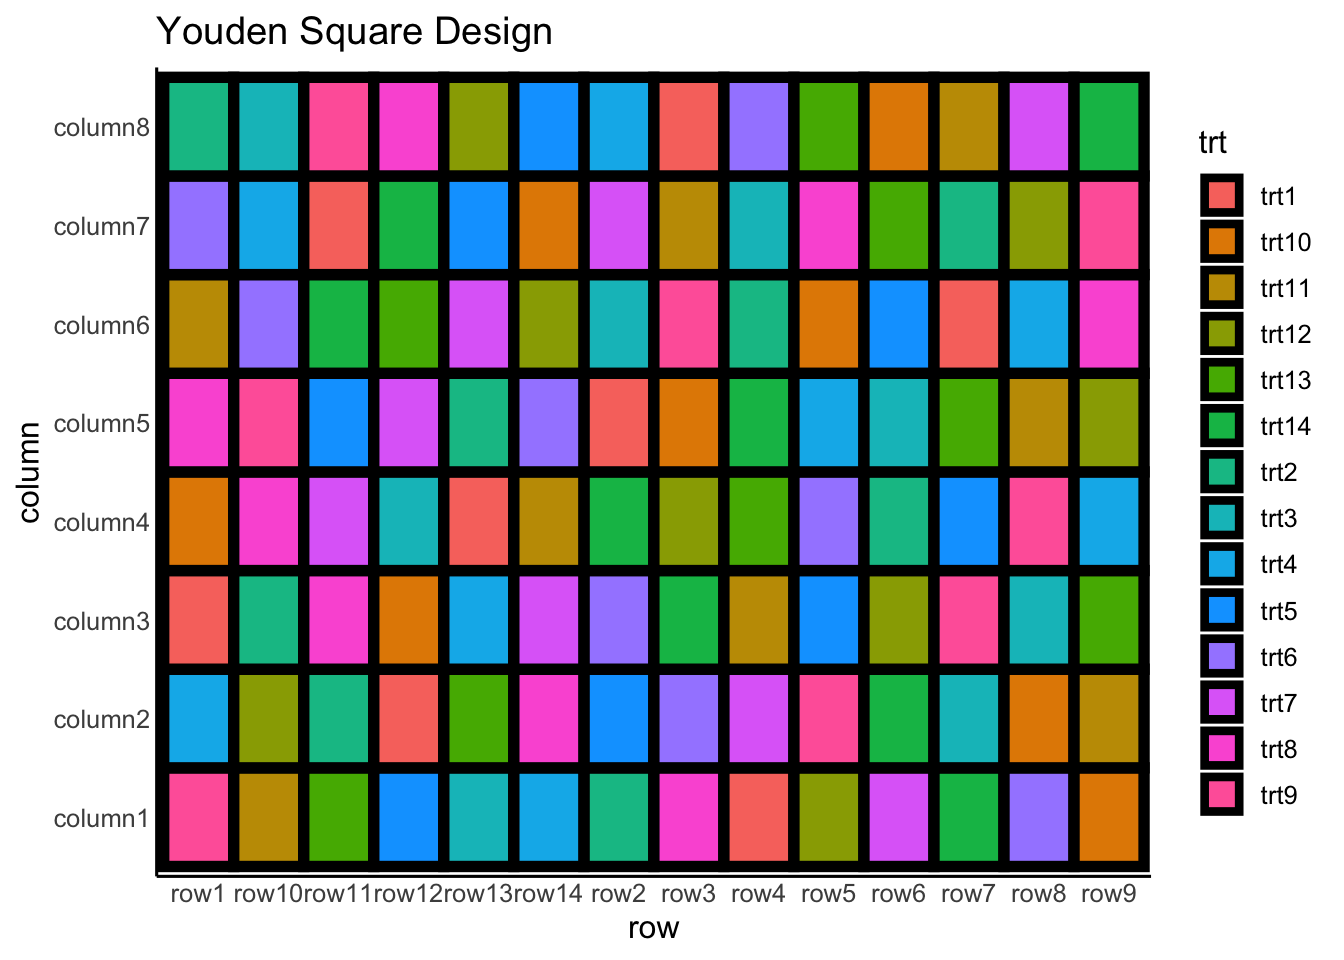 Youden Square Design
column8
column7
column6
column5
column4
column3
column2
column1
column
row1 row10 row11 row12 row13 row14 row2 row3 row4 row5 row6 row7 row8 row9
row
trt
trt1
trt10
trt11
trt12
trt13
trt14
trt2
trt3
trt4
trt5
trt6
trt7
trt8
trt9